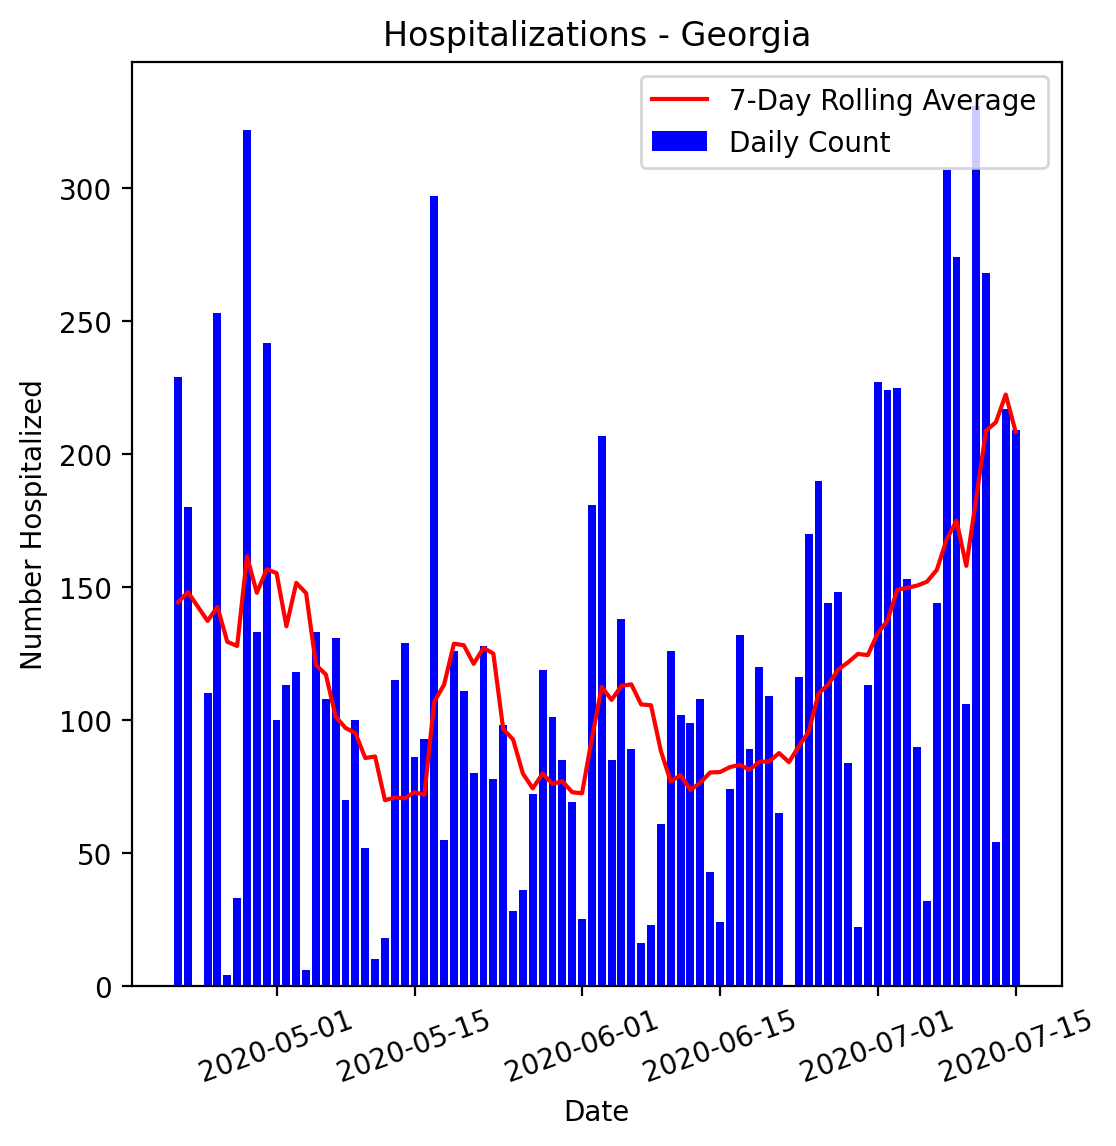 Hospitalizations - Georgia
7-Day Rolling Average
Daily Count
Number Hospitalized
300
250
200
150
100
50
0
2020-05-01
2020-05-15
2020-06-01
2020-06-15
2020-07-01
2020-07-15
Date